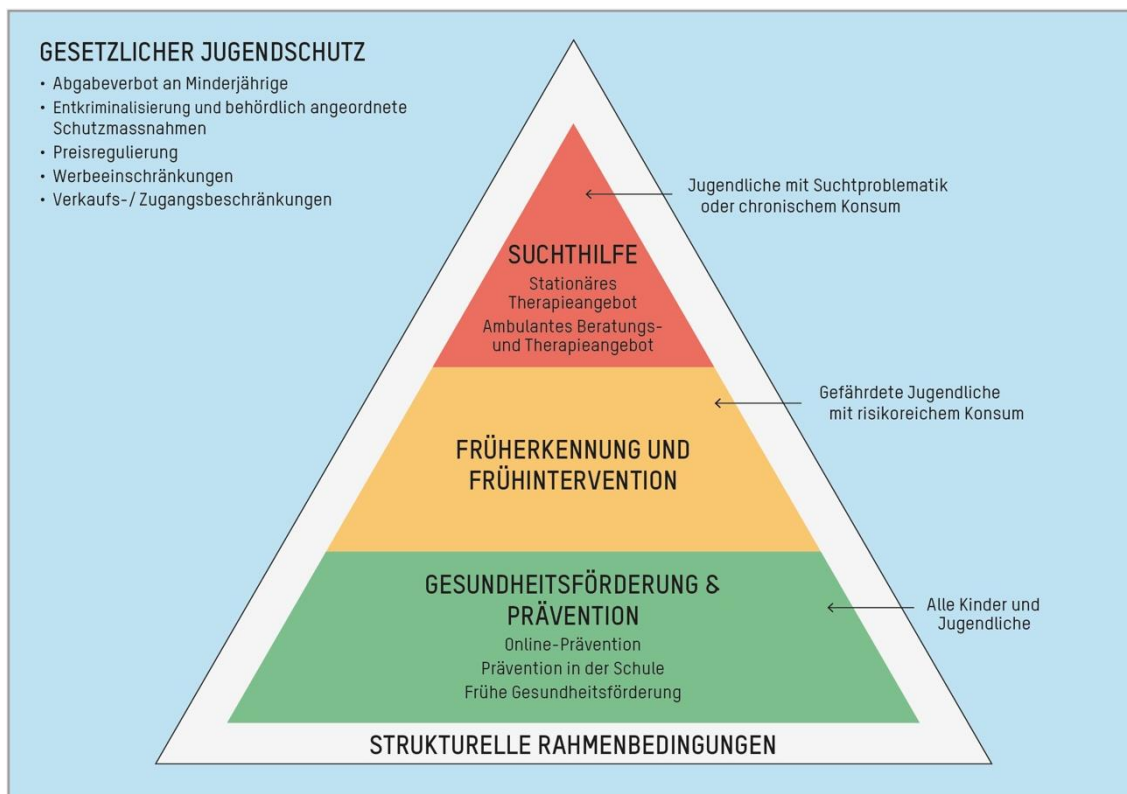 GESETZLICHER JUGENDSCHUTZ
• Abgabeverbot an Minderjährige
• Entkriminalisierung und behördlich angeordnete
Schutzmassnahmen
• Preisregulierung
• Werbeeinschränkungen
• Verkaufs-/ Zugangsbeschränkungen
Jugendliche mit Suchtproblematik
oder chronischem Konsum
SUCHTHILFE
Stationäres
Therapieangebot
Ambulantes Beratungs-
und Therapieangebot
Gefährdete Jugendliche
mit risikoreichem Konsum
FRÜHERKENNUNG UND
FRÜHINTERVENTION
GESUNDHEITSFÖRDERUNG &
PRÄVENTION
Online-Prävention
Prävention in der Schule
Frühe Gesundheitsförderung
Alle Kinder und
Jugendliche
STRUKTURELLE RAHMENBEDINGUNGEN